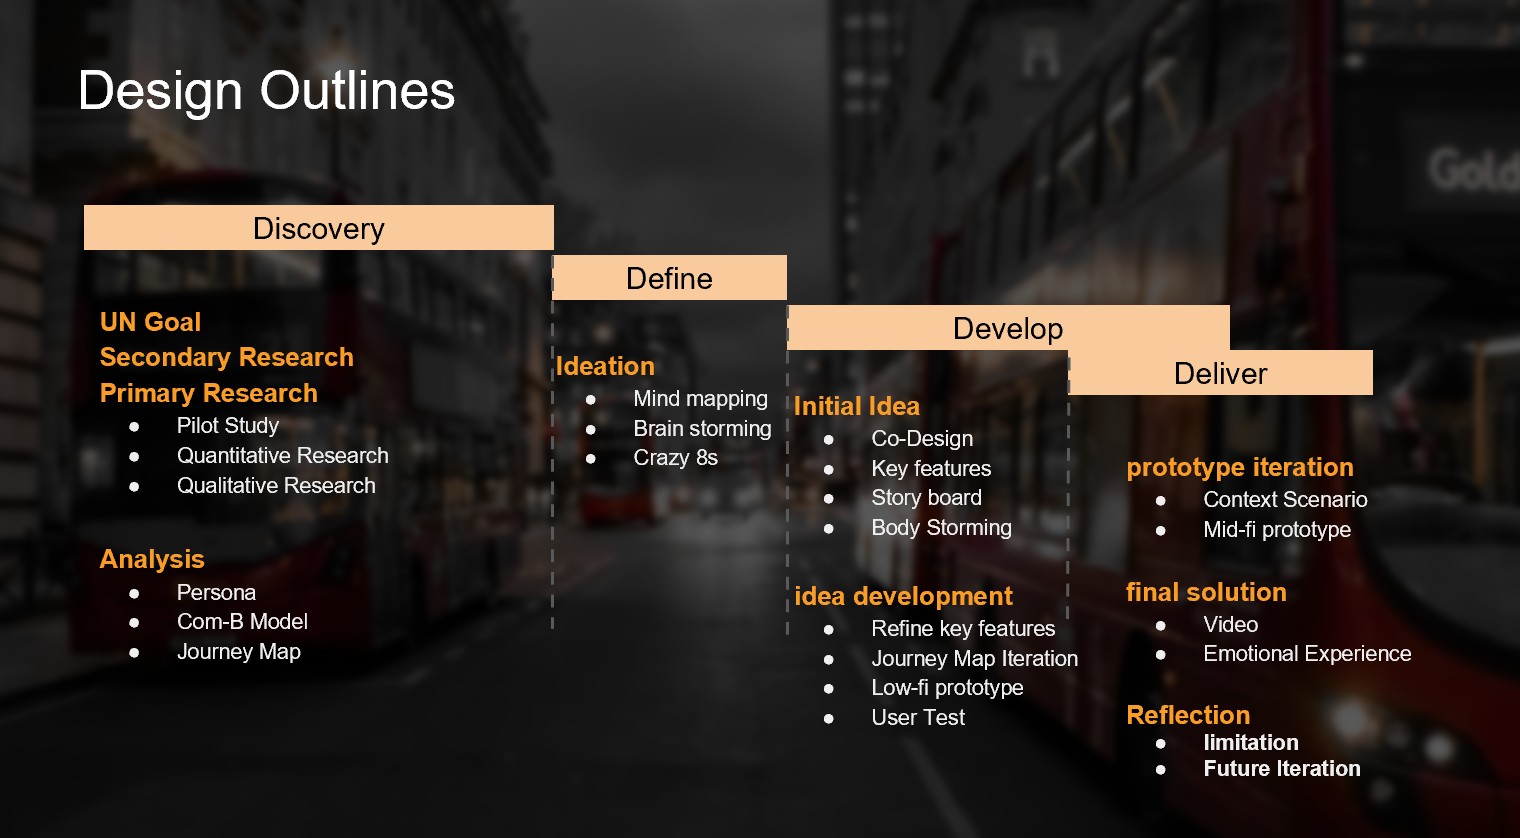 Design Outlines
Gold
Discovery
Define
Develop
Deliver
UN Goal
Secondary Research
Primary Research
● Pilot Study
● Quantitative Research
● Qualitative Research
Analysis
● Persona
● Com-B Model
● Journey Map
Ideation
● Mind mapping
● Brain storming
● Crazy 8s
Initial Idea
● Co-Design
● Key features
● Story board
● Body Storming
idea development
● Refine key features
● Journey Map Iteration
● Low-fi prototype
● User Test
prototype iteration
● Context Scenario
● Mid-fi prototype
final solution
● Video
● Emotional Experience
Reflection
● limitation
● Future Iteration